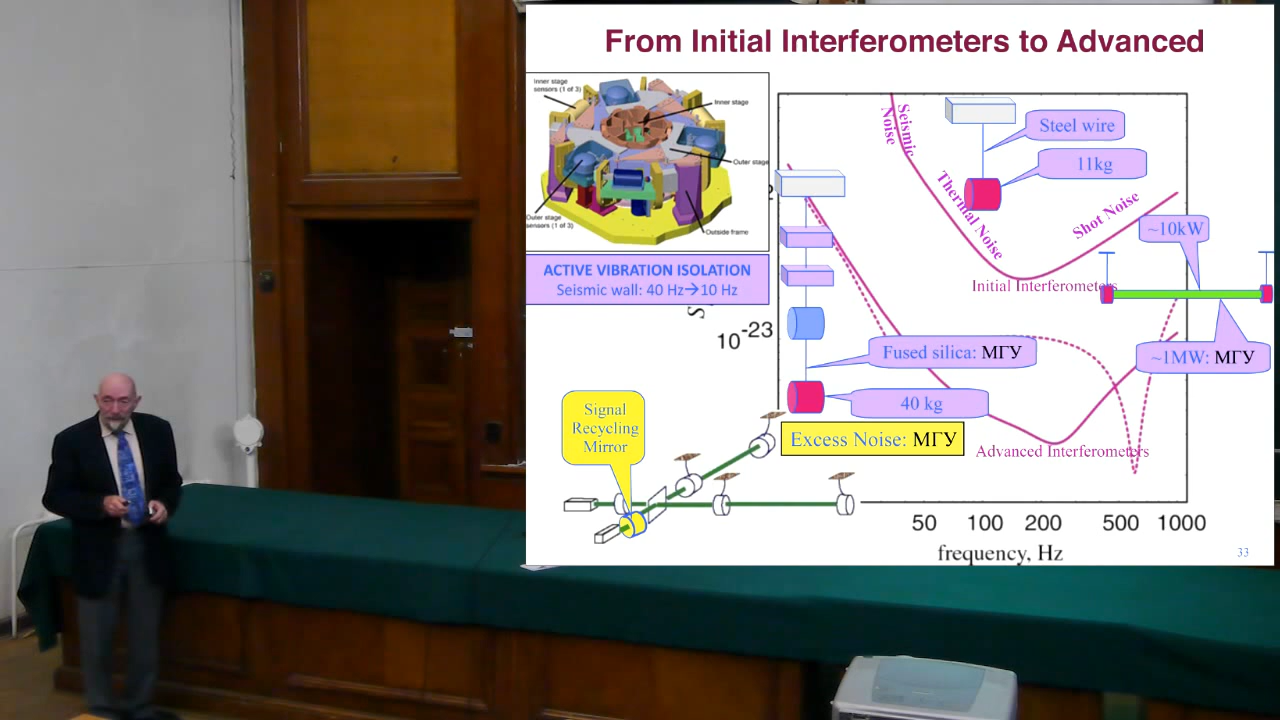 From Initial Interferometers to Advanced
Inner stage
sensors (1 of 3)
Inner stage
Outer stage
Outer stage
sensors (1 of 3)
Outside frame
ACTIVE VIBRATION ISOLATION
Seismic wall: 40 Hz→10 Hz
Seismic
Noise
Steel wire
11kg
Thermal Noise
Shot Noise
~10kW
Initial Interferometers
10-23
Fused silica: МГУ
~1MW: МГУ
40 kg
Signal
Recycling
Mirror
Excess Noise: МГУ
Advanced Interferometers
50 100 200 500 1000
frequency, Hz
33